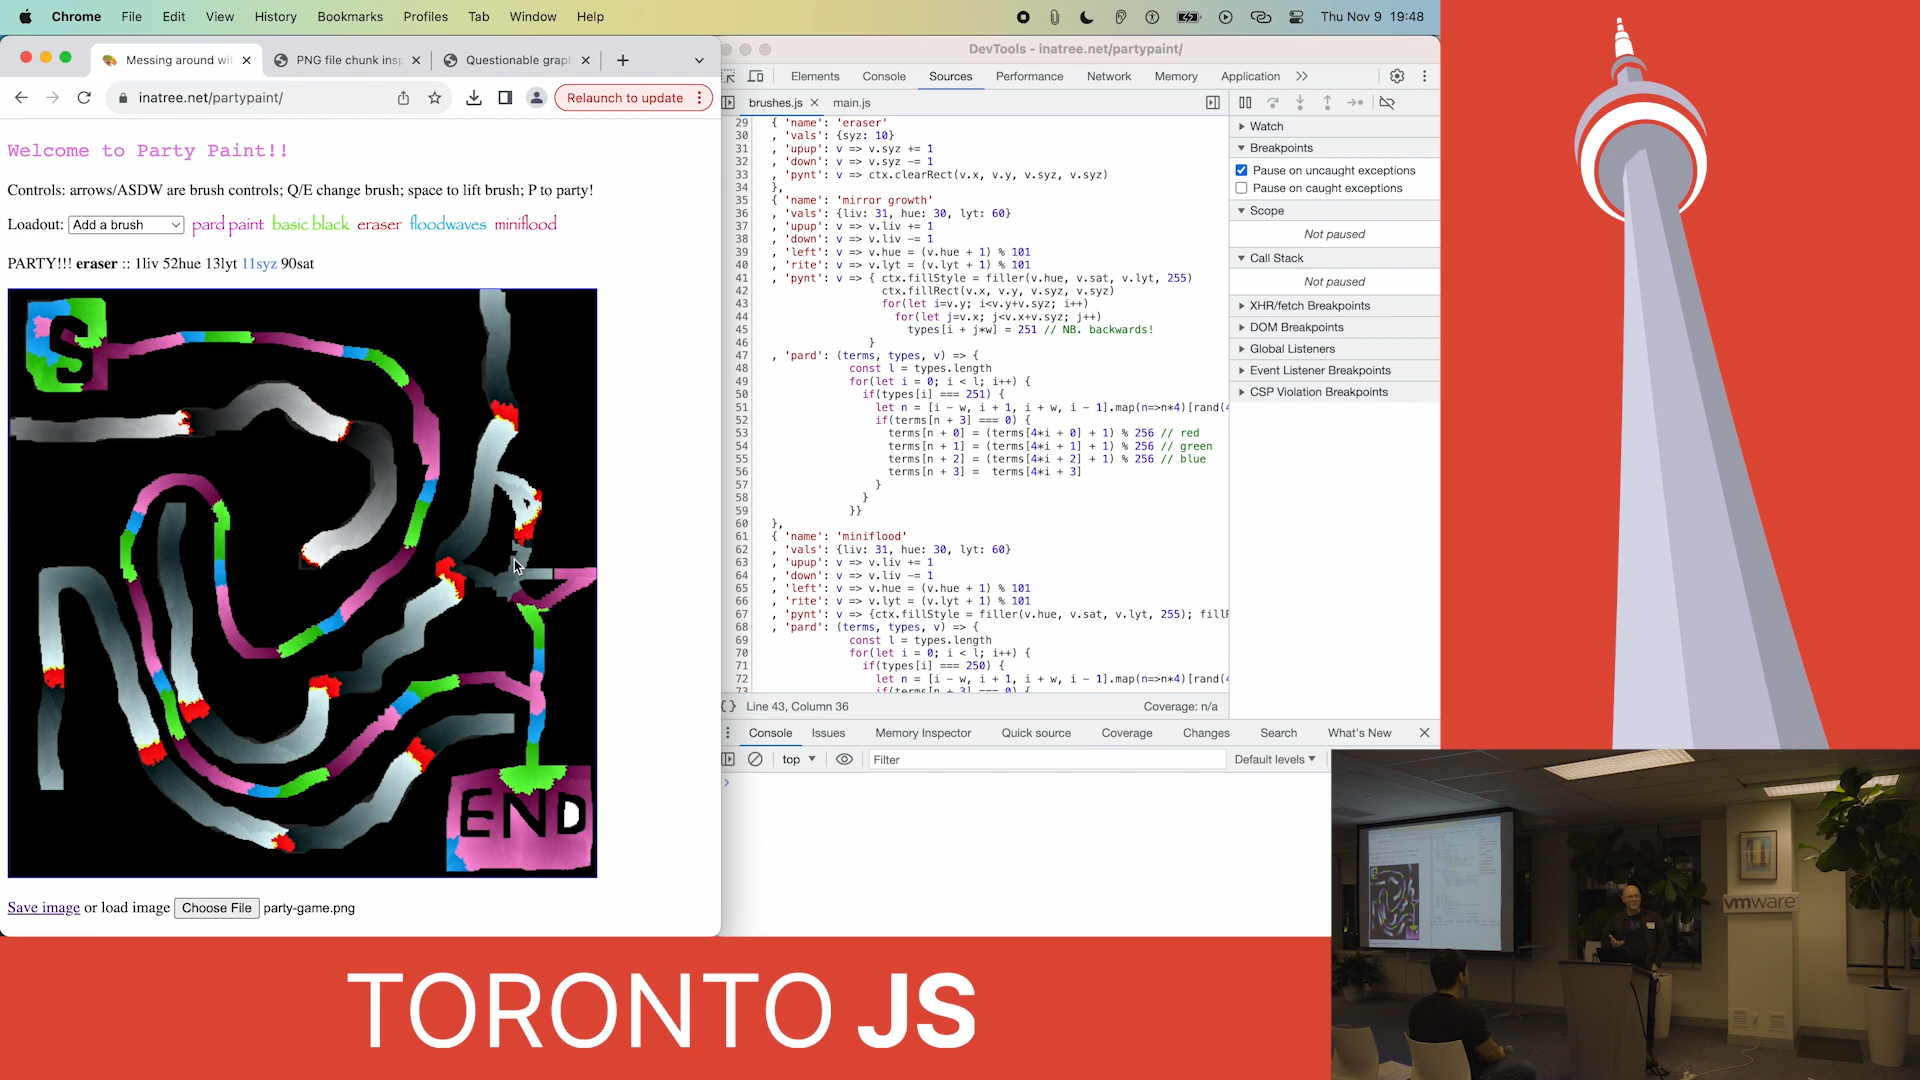 Chrome File Edit View History Bookmarks Profiles Tab Window Help Thu Nov 9 19:48
Messing around wit PNG file chunk insp Questionable grap
inatree.net/partypaint/ Relaunch to update
Welcome to Party Paint!!
Controls: arrows/ASDW are brush controls; Q/E change brush; space to lift brush; P to party!
Loadout: Add a brush pard paint basic black eraser floodwaves miniflood
PARTY!!! eraser :: 1liv 52hue 13lyt 11syz 90sat
S
END
Save image or load image Choose File party-game.png
DevTools - inatree.net/partypaint/
Elements Console Sources Performance Network Memory Application
brushes.js main.js
29 { 'name': 'eraser'
30 , 'vals': {syz: 10}
31 , 'upup': v => v.syz += 1
32 , 'down': v => v.syz -= 1
33 , 'pynt': v => ctx.clearRect(v.x, v.y, v.syz, v.syz)
34 },
35 { 'name': 'mirror growth'
36 , 'vals': {liv: 31, hue: 30, lyt: 60}
37 , 'upup': v => v.liv += 1
38 , 'down': v => v.liv -= 1
39 , 'left': v => v.hue = (v.hue + 1) % 101
40 , 'rite': v => v.lyt = (v.lyt + 1) % 101
41 , 'pynt': v => { ctx.fillStyle = filler(v.hue, v.sat, v.lyt, 255)
42 ctx.fillRect(v.x, v.y, v.syz, v.syz)
43 for(let i=v.y; i<v.y+v.syz; i++)
44 for(let j=v.x; j<v.x+v.syz; j++)
45 types[i + j*w] = 251 // NB. backwards!
46 }
47 , 'pard': (terms, types, v) => {
48 const l = types.length
49 for(let i = 0; i < l; i++) {
50 if(types[i] === 251) {
51 let n = [i - w, i + 1, i + w, i - 1].map(n=>n*4)[rand(4
52 if(terms[n + 3] === 0) {
53 terms[n + 0] = (terms[4*i + 0] + 1) % 256 // red
54 terms[n + 1] = (terms[4*i + 1] + 1) % 256 // green
55 terms[n + 2] = (terms[4*i + 2] + 1) % 256 // blue
56 terms[n + 3] = terms[4*i + 3]
57 }
58 }
59 }}
60 },
61 { 'name': 'miniflood'
62 , 'vals': {liv: 31, hue: 30, lyt: 60}
63 , 'upup': v => v.liv += 1
64 , 'down': v => v.liv -= 1
65 , 'left': v => v.hue = (v.hue + 1) % 101
66 , 'rite': v => v.lyt = (v.lyt + 1) % 101
67 , 'pynt': v => {ctx.fillStyle = filler(v.hue, v.sat, v.lyt, 255); fillR
68 , 'pard': (terms, types, v) => {
69 const l = types.length
70 for(let i = 0; i < l; i++) {
71 if(types[i] === 250) {
72 let n = [i - w, i + 1, i + w, i - 1].map(n=>n*4)[rand(4
73 if(terms[n + 3] === 0) {
{} Line 43, Column 36 Coverage: n/a
Watch
Breakpoints
Pause on uncaught exceptions
Pause on caught exceptions
Scope
Not paused
Call Stack
Not paused
XHR/fetch Breakpoints
DOM Breakpoints
Global Listeners
Event Listener Breakpoints
CSP Violation Breakpoints
Console Issues Memory Inspector Quick source Coverage Changes Search What's New
top Filter Default levels
vmware
TORONTO JS